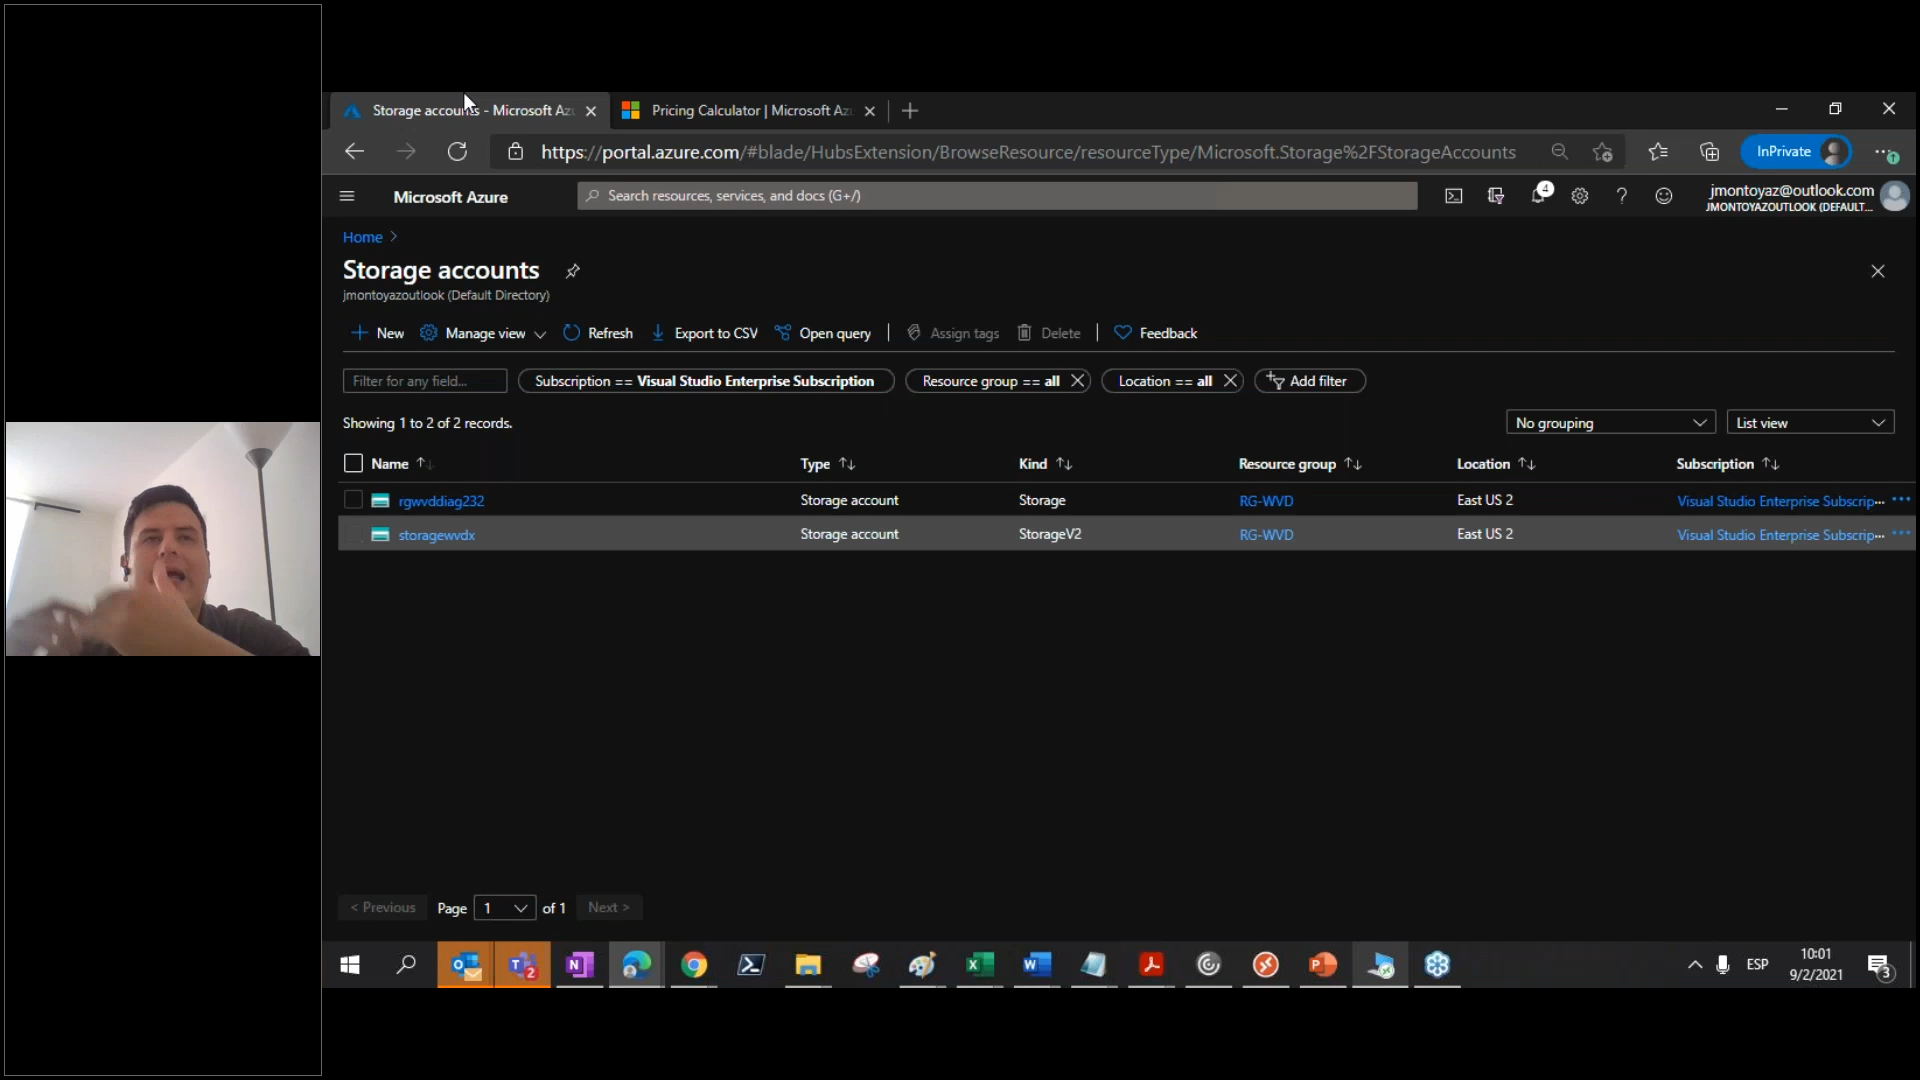 Storage accounts - Microsoft Az
Pricing Calculator | Microsoft Az
https://portal.azure.com/#blade/HubsExtension/BrowseResource/resourceType/Microsoft.Storage%2FStorageAccounts
InPrivate
Microsoft Azure
Search resources, services, and docs (G+/)
4
jmontoyaz@outlook.com
JMONTOYAZOUTLOOK (DEFAULT...
Home
Storage accounts
jmontoyazoutlook (Default Directory)
New
Manage view
Refresh
Export to CSV
Open query
Assign tags
Delete
Feedback
Filter for any field...
Subscription == Visual Studio Enterprise Subscription
Resource group == all
Location == all
Add filter
Showing 1 to 2 of 2 records.
No grouping
List view
Name
Type
Kind
Resource group
Location
Subscription
rgwvddiag232
Storage account
Storage
RG-WVD
East US 2
Visual Studio Enterprise Subscrip...
storagewvdx
Storage account
StorageV2
RG-WVD
East US 2
Visual Studio Enterprise Subscrip...
< Previous
Page
1
of 1
Next >
2
ESP
10:01
9/2/2021
3